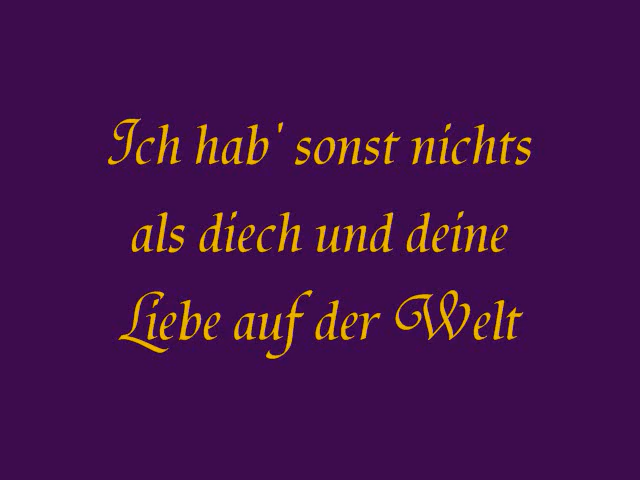 Ich hab' sonst nichts
als diech und deine
Liebe auf der Welt